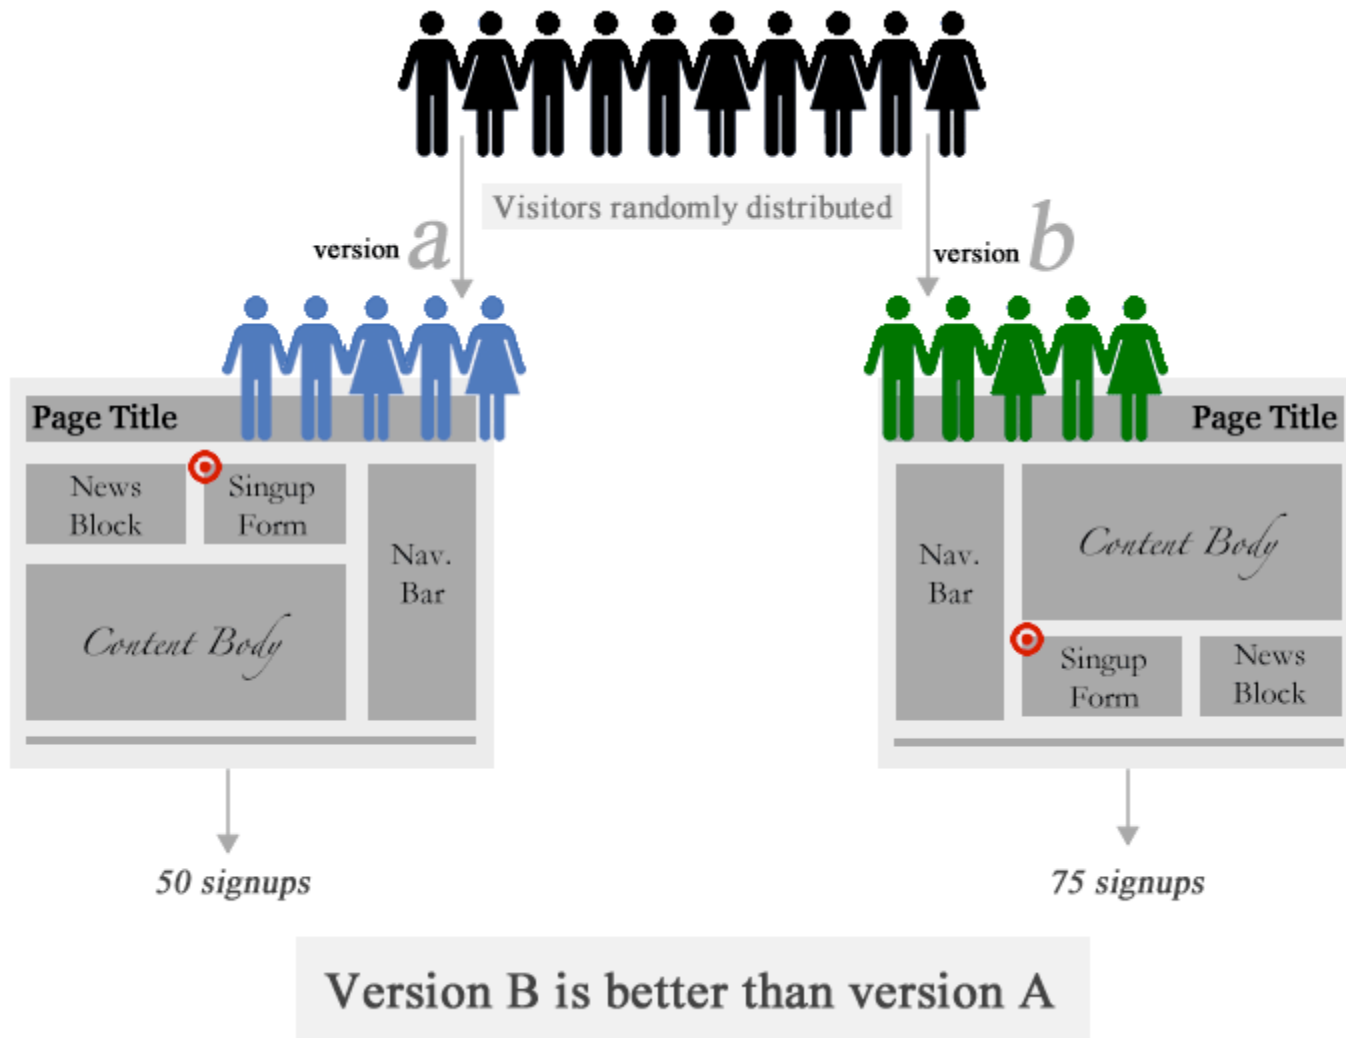 Visitors randomly distributed
version a
version b
Page Title
News
Block
Singup
Form
Nav.
Bar
Content Body
Page Title
Nav.
Bar
Content Body
Singup
Form
News
Block
50 signups
75 signups
Version B is better than version A